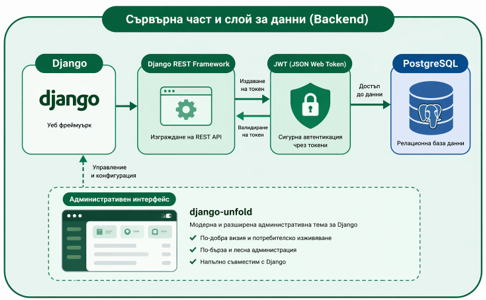 Сървърна част и слой за данни (Backend)
Django
django
Уеб фреймуърк
Django REST Framework
Изграждане на REST API
Издаване
на токен
Валидиране
на токен
JWT (JSON Web Token)
Сигурна автентикация
чрез токени
Достъп
до данни
PostgreSQL
Релационна база данни
Управление
и конфигурация
Административен интерфейс
django-unfold
Модерна и разширена административна тема за Django
По-добра визия и потребителско изживяване
По-бърза и лесна администрация
Напълно съвместим с Django